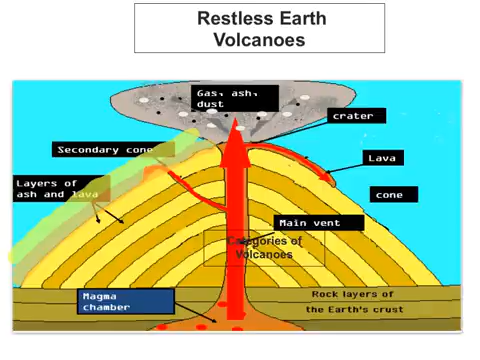 Restless Earth
Volcanoes
Gas, ash,
dust
crater
Secondary cone
Lava
Layers of
ash and lava
cone
Main vent
Categories of
Volcanoes
Magma
chamber
Rock layers of
the Earth's crust